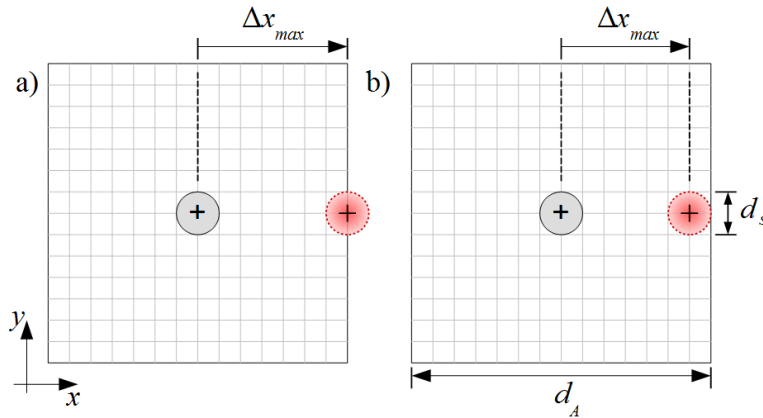 Δx_max Δx_max
a) b)
+ + + +
d_s
y
x
d_A